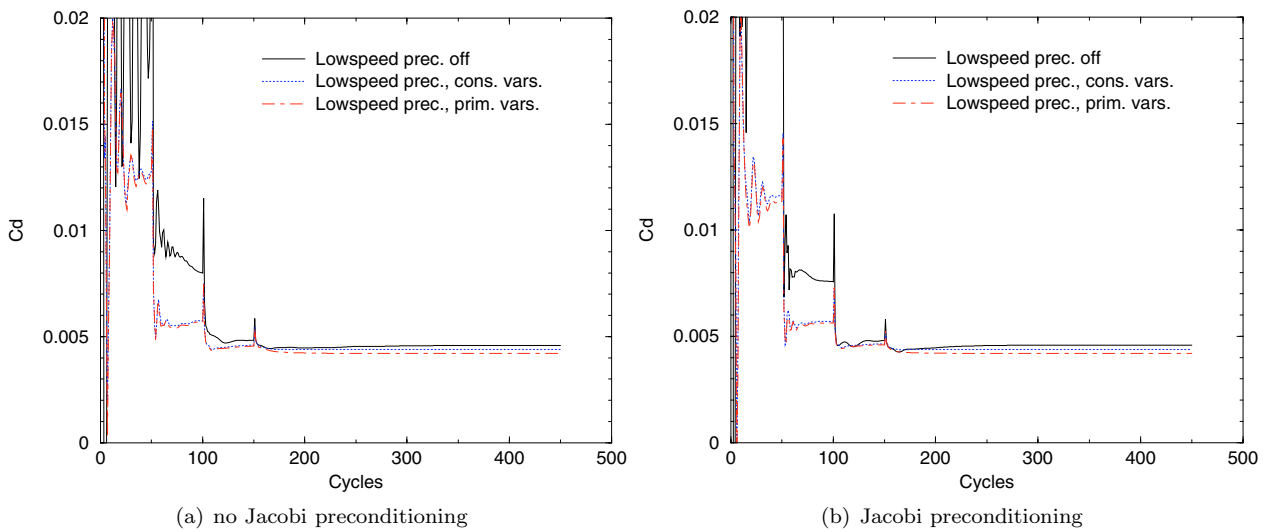 0.02
0.015
0.01
0.005
0
Cd
0 100 200 300 400 500
Cycles
Lowspeed prec. off
Lowspeed prec., cons. vars.
Lowspeed prec., prim. vars.
(a) no Jacobi preconditioning
0.02
0.015
0.01
0.005
0
Cd
0 100 200 300 400 500
Cycles
Lowspeed prec. off
Lowspeed prec., cons. vars.
Lowspeed prec., prim. vars.
(b) Jacobi preconditioning